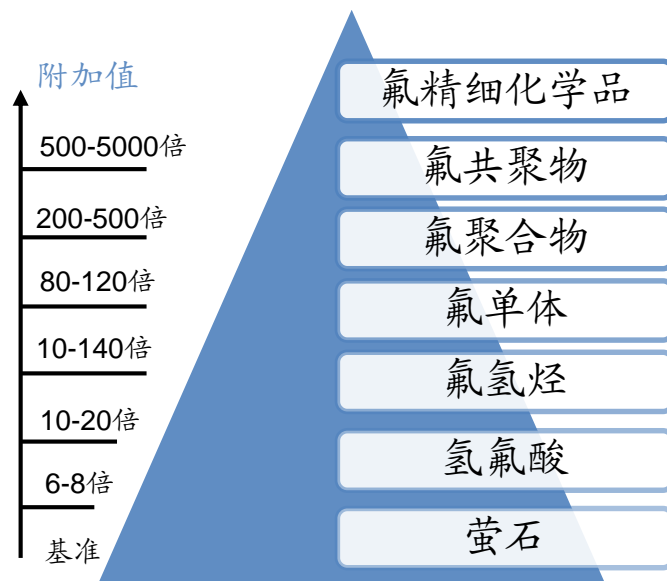 附加值
氟精细化学品
500-5000倍
氟共聚物
200-500倍
氟聚合物
80-120倍
氟单体
10-140倍
氟氢烃
10-20倍
氢氟酸
6-8倍
萤石
基准